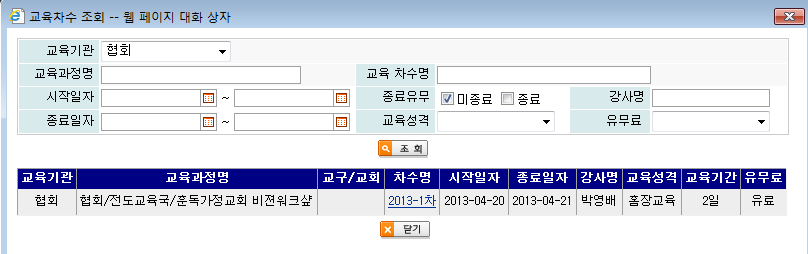 교육차수 조회 -- 웹 페이지 대화 상자
교육기관 협회
교육과정명 교육 차수명
시작일자 ~ 종료유무 미종료 종료 강사명
종료일자 ~ 교육성격 유무료
조 회
교육기관 교육과정명 교구/교회 차수명 시작일자 종료일자 강사명 교육성격 교육기간 유무료
협회 협회/전도교육국/훈독가정교회 비젼워크샾 2013-1차 2013-04-20 2013-04-21 박영배 홈장교육 2일 유료
닫기